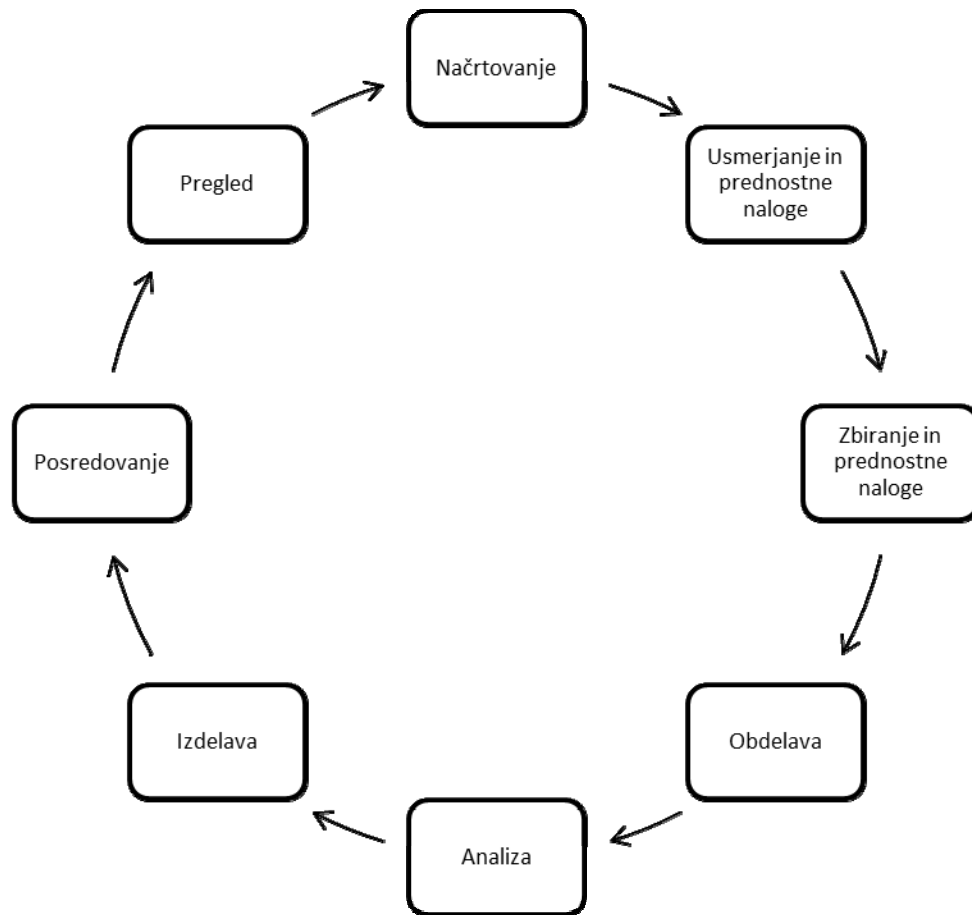 Načrtovanje
Usmerjanje in
prednostne
naloge
Zbiranje in
prednostne
naloge
Obdelava
Analiza
Izdelava
Posredovanje
Pregled